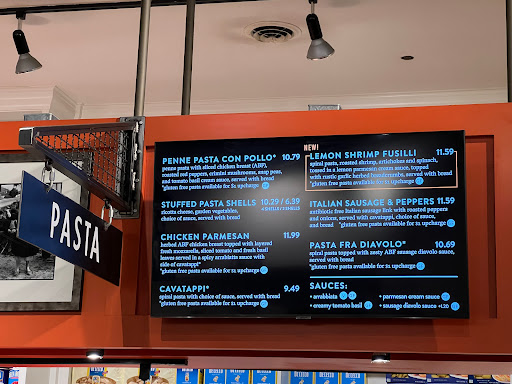 PASTA
PENNE PASTA CON POLLO* 10.79
penne pasta with sliced chicken breast (ABF),
roasted red peppers, crimini mushrooms, snap peas,
and tomato basil cream sauce, served with bread
*gluten free pasta available for $2 upcharge
STUFFED PASTA SHELLS 10.29 / 6.39
ricotta cheese, garden vegetables,
choice of sauce, served with bread
CHICKEN PARMESAN 11.99
herbed ABF chicken breast topped with layered
fresh mozzarella, sliced tomato and fresh basil
leaves served in a spicy arrabiata sauce with
side of cavatappi*
*gluten free pasta available for $2 upcharge
CAVATAPPI* 9.49
spiral pasta with choice of sauce, served with bread
*gluten free pasta available for $2 upcharge
NEW!
LEMON SHRIMP FUSILLI 11.59
spiral pasta, roasted shrimp, artichokes and spinach,
tossed in a lemon parmesan cream sauce, topped
with rustic garlic herbed breadcrumbs, served with bread
*gluten free pasta available for $2 upcharge
ITALIAN SAUSAGE & PEPPERS 11.59
antibiotic free Italian sausage link with roasted peppers
and onions, served with cavatappi, choice of sauce,
and bread
*gluten free pasta available for $2 upcharge
PASTA FRA DIAVOLO* 10.69
spiral pasta topped with zesty ABF sausage diavolo sauce,
served with bread
*gluten free pasta available for $2 upcharge
SAUCES:
• arrabbiata • parmesan cream sauce
• creamy tomato basil • sausage diavolo sauce +1.20